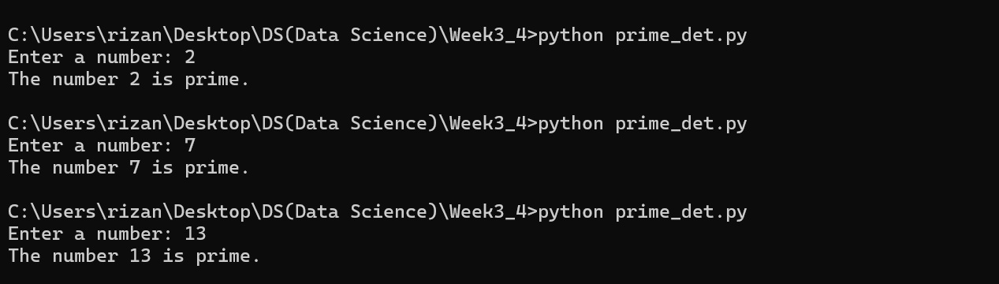 C:\Users\rizan\Desktop\DS(Data Science)\Week3_4>python prime_det.py
Enter a number: 2
The number 2 is prime.
C:\Users\rizan\Desktop\DS(Data Science)\Week3_4>python prime_det.py
Enter a number: 7
The number 7 is prime.
C:\Users\rizan\Desktop\DS(Data Science)\Week3_4>python prime_det.py
Enter a number: 13
The number 13 is prime.